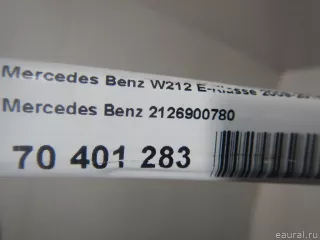 Mercedes Benz W212 E-Klasse
Mercedes Benz 2126900780
70 401 283
eaural.ru